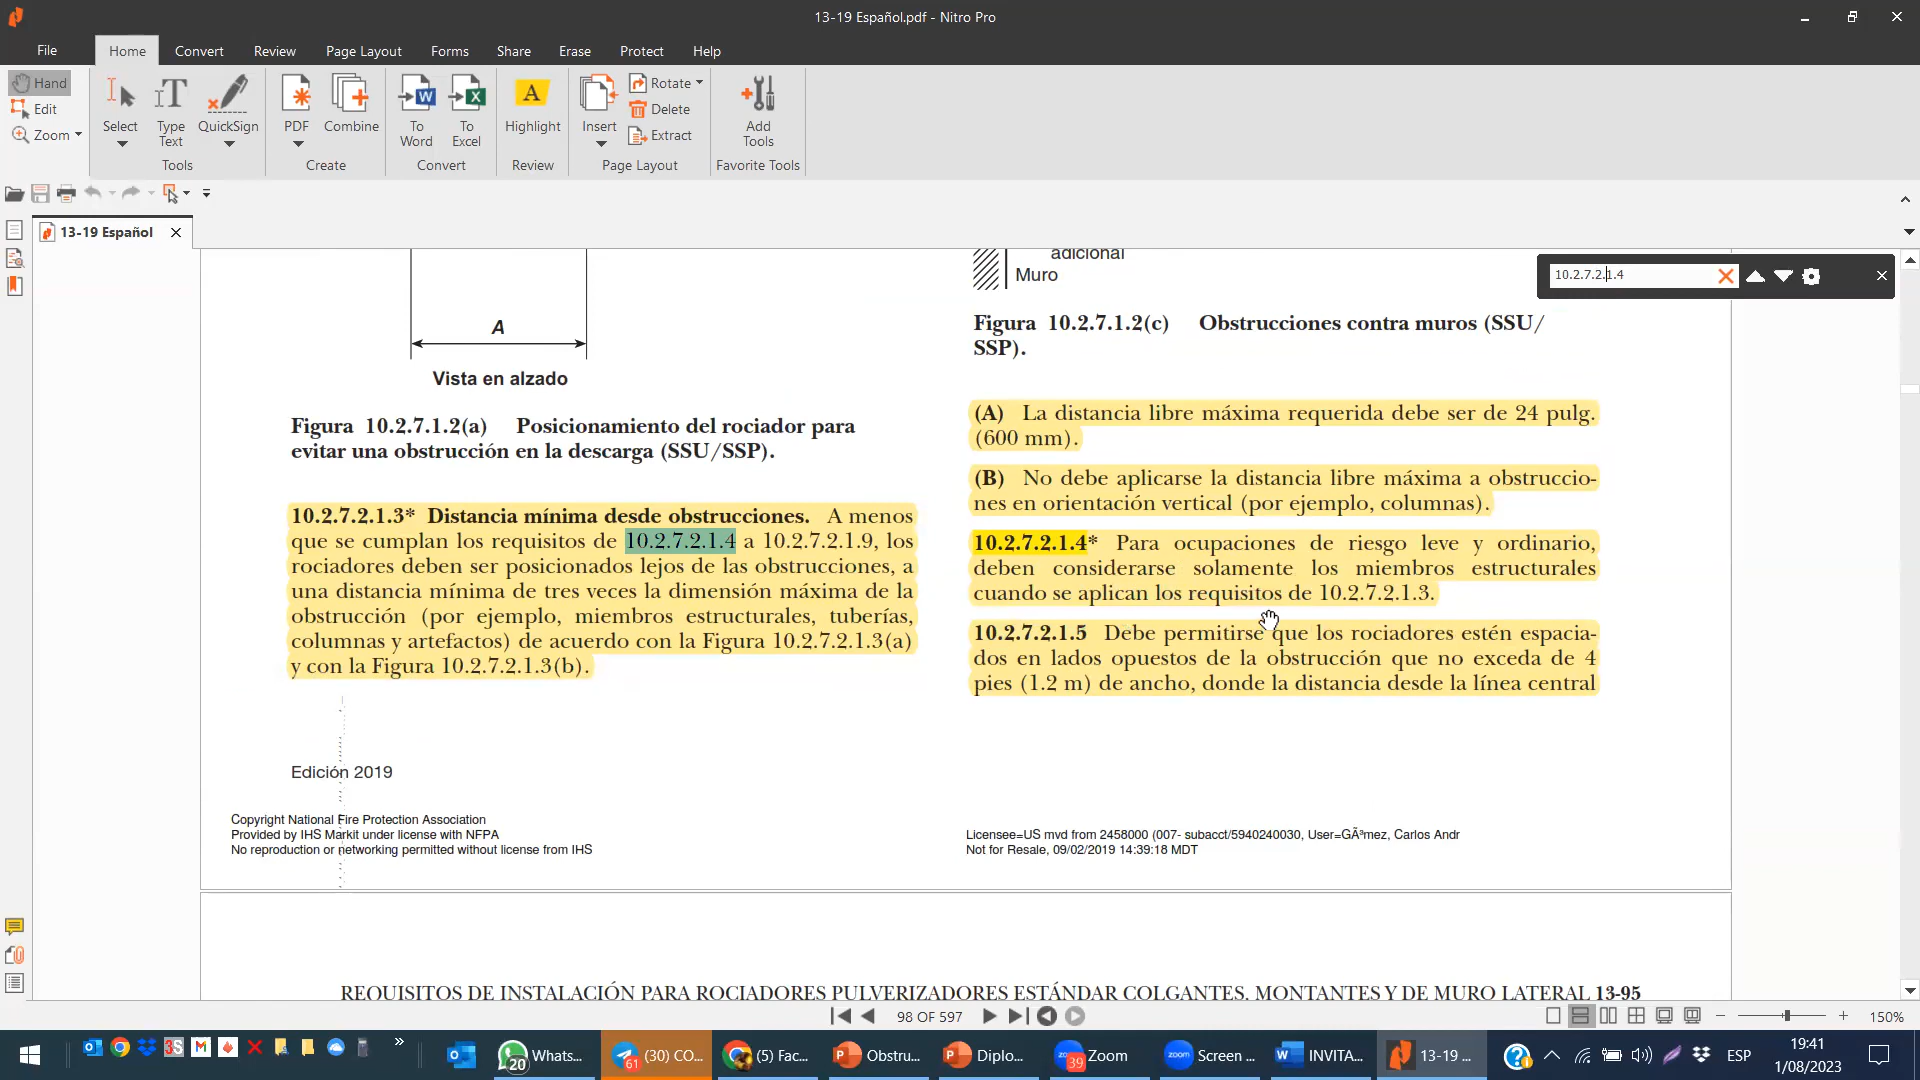 13-19 Español.pdf - Nitro Pro
File
Home
Convert
Review
Page Layout
Forms
Share
Erase
Protect
Help
Hand
Edit
Zoom
Select
Type Text
QuickSign
Tools
PDF
Combine
Create
To Word
To Excel
Convert
A
Highlight
Review
Insert
Rotate
Delete
Extract
Page Layout
Add Tools
Favorite Tools
13-19 Español
10.2.7.2.1.4
A
Vista en alzado
Figura 10.2.7.1.2(a) Posicionamiento del rociador para
evitar una obstrucción en la descarga (SSU/SSP).
10.2.7.2.1.3* Distancia mínima desde obstrucciones. A menos
que se cumplan los requisitos de 10.2.7.2.1.4 a 10.2.7.2.1.9, los
rociadores deben ser posicionados lejos de las obstrucciones, a
una distancia mínima de tres veces la dimensión máxima de la
obstrucción (por ejemplo, miembros estructurales, tuberías,
columnas y artefactos) de acuerdo con la Figura 10.2.7.2.1.3(a)
y con la Figura 10.2.7.2.1.3(b).
Edición 2019
Copyright National Fire Protection Association
Provided by IHS Markit under license with NFPA
No reproduction or networking permitted without license from IHS
adicional
Muro
Figura 10.2.7.1.2(c) Obstrucciones contra muros (SSU/
SSP).
(A) La distancia libre máxima requerida debe ser de 24 pulg.
(600 mm).
(B) No debe aplicarse la distancia libre máxima a obstruccio-
nes en orientación vertical (por ejemplo, columnas).
10.2.7.2.1.4* Para ocupaciones de riesgo leve y ordinario,
deben considerarse solamente los miembros estructurales
cuando se aplican los requisitos de 10.2.7.2.1.3.
10.2.7.2.1.5 Debe permitirse que los rociadores estén espacia-
dos en lados opuestos de la obstrucción que no exceda de 4
pies (1.2 m) de ancho, donde la distancia desde la línea central
Licensee=US mvd from 2458000 (007- subacct/5940240030, User=GÃ³mez, Carlos Andr
Not for Resale, 09/02/2019 14:39:18 MDT
REQUISITOS DE INSTALACIÓN PARA ROCIADORES PULVERIZADORES ESTÁNDAR COLGANTES, MONTANTES Y DE MURO LATERAL 13-95
98 OF 597
150%
Whats...
20
(30) CO...
61
(5) Fac...
Obstru...
Diplo...
Zoom
39
Screen ...
INVITA...
13-19 ...
ESP
19:41
1/08/2023